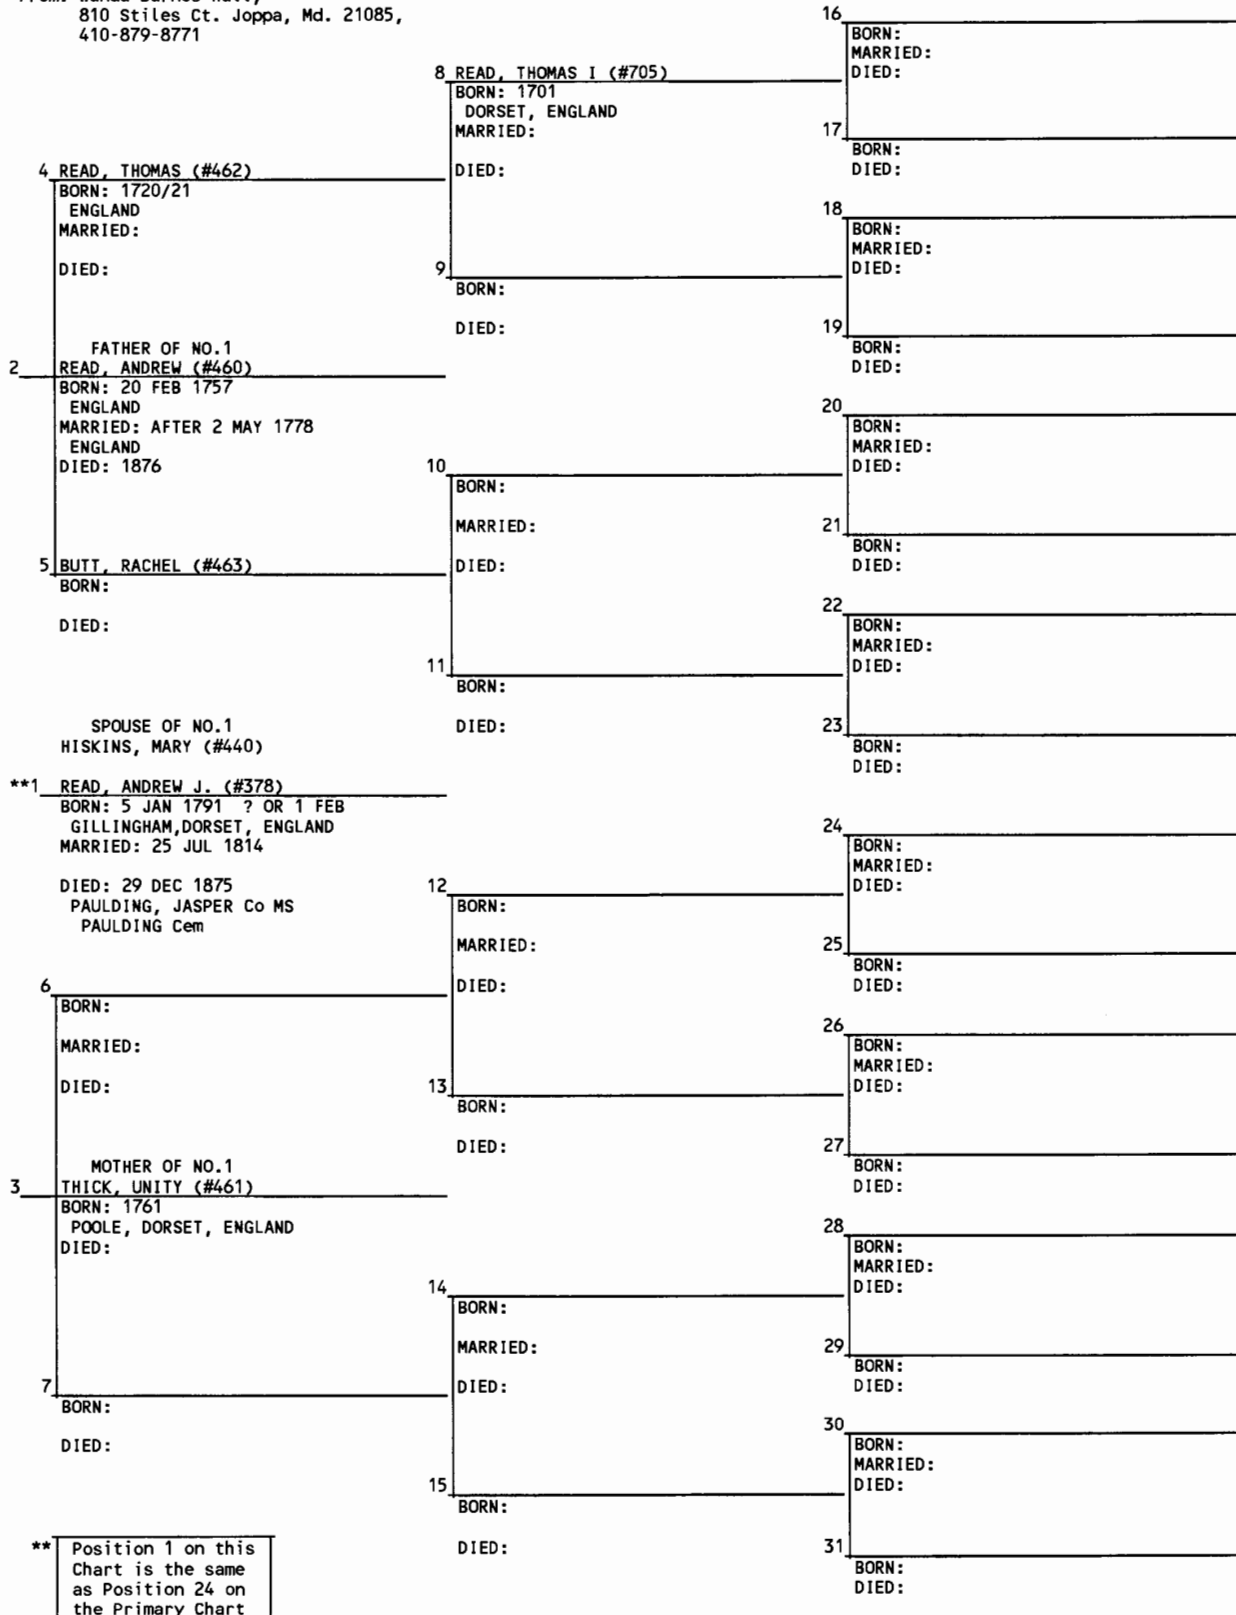 810 Stiles Ct. Joppa, Md. 21085,
410-879-8771
4 READ, THOMAS (#462)
BORN: 1720/21
ENGLAND
MARRIED:
DIED:
FATHER OF NO.1
2 READ, ANDREW (#460)
BORN: 20 FEB 1757
ENGLAND
MARRIED: AFTER 2 MAY 1778
ENGLAND
DIED: 1876
5 BUTT, RACHEL (#463)
BORN:
DIED:
SPOUSE OF NO.1
HISKINS, MARY (#440)
**1 READ, ANDREW J. (#378)
BORN: 5 JAN 1791 ? OR 1 FEB
GILLINGHAM,DORSET, ENGLAND
MARRIED: 25 JUL 1814
DIED: 29 DEC 1875
PAULDING, JASPER Co MS
PAULDING Cem
6
BORN:
MARRIED:
DIED:
MOTHER OF NO.1
3 THICK, UNITY (#461)
BORN: 1761
POOLE, DORSET, ENGLAND
DIED:
7
BORN:
DIED:
** Position 1 on this
Chart is the same
as Position 24 on
the Primary Chart
8 READ, THOMAS I (#705)
BORN: 1701
DORSET, ENGLAND
MARRIED:
DIED:
9
BORN:
DIED:
10
BORN:
MARRIED:
DIED:
11
BORN:
DIED:
12
BORN:
MARRIED:
DIED:
13
BORN:
DIED:
14
BORN:
MARRIED:
DIED:
15
BORN:
DIED:
16
BORN:
MARRIED:
DIED:
17
BORN:
DIED:
18
BORN:
MARRIED:
DIED:
19
BORN:
DIED:
20
BORN:
MARRIED:
DIED:
21
BORN:
DIED:
22
BORN:
MARRIED:
DIED:
23
BORN:
DIED:
24
BORN:
MARRIED:
DIED:
25
BORN:
DIED:
26
BORN:
MARRIED:
DIED:
27
BORN:
DIED:
28
BORN:
MARRIED:
DIED:
29
BORN:
DIED:
30
BORN:
MARRIED:
DIED:
31
BORN:
DIED: